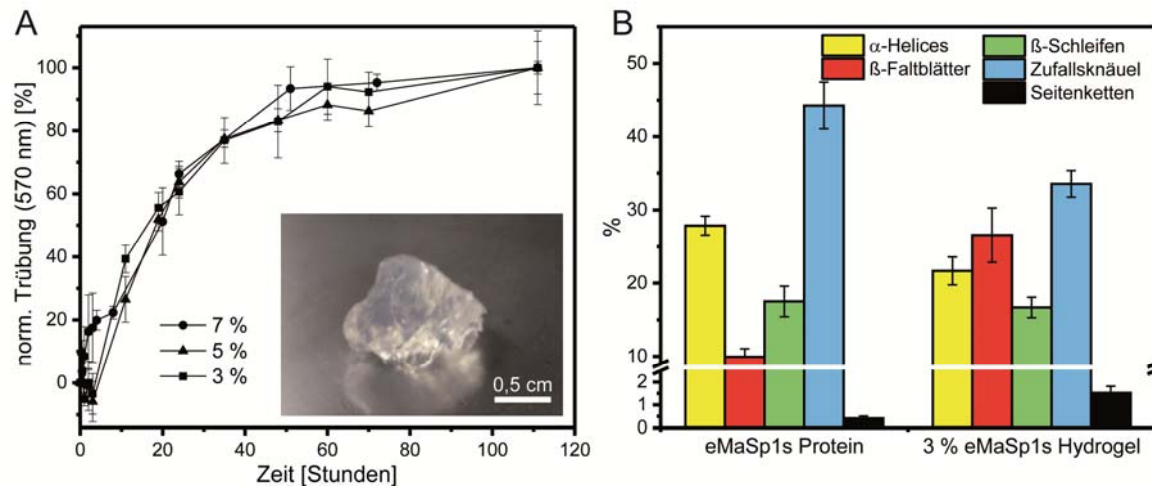 A
norm. Trübung (570 nm) [%]
100
80
60
40
20
0
7 %
5 %
3 %
0,5 cm
0 20 40 60 80 100 120
Zeit [Stunden]
B
α-Helices
ß-Faltblätter
ß-Schleifen
Zufallsknäuel
Seitenketten
%
50
40
30
20
10
2
1
0
eMaSp1s Protein
3 % eMaSp1s Hydrogel